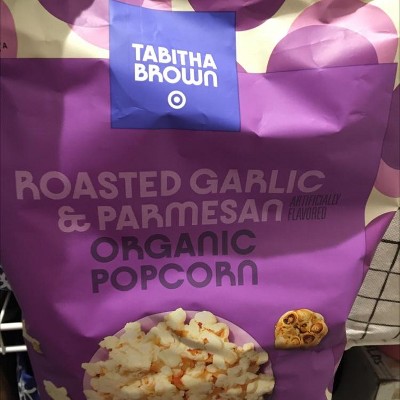 TABITHA
BROWN
ROASTED GARLIC
& PARMESAN
ARTIFICIALLY
FLAVORED
ORGANIC
POPCORN